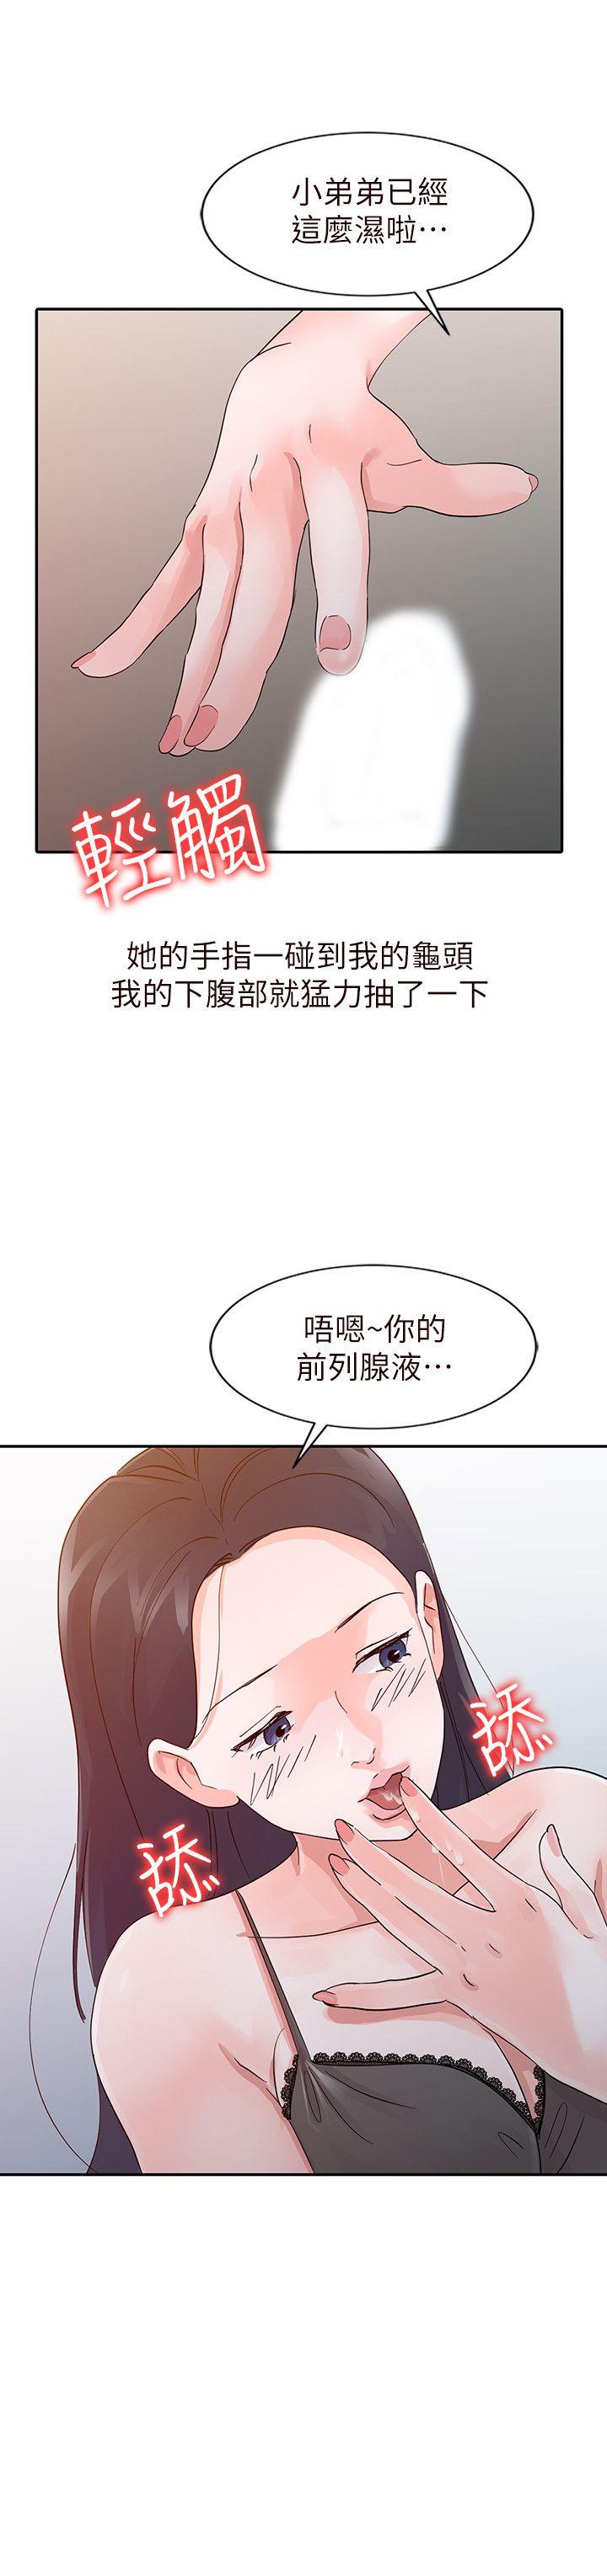 小弟弟已經
這麼濕啦…
輕觸
她的手指一碰到我的龜頭
我的下腹部就猛力抽了一下
唔嗯~你的
前列腺液…
舔
舔